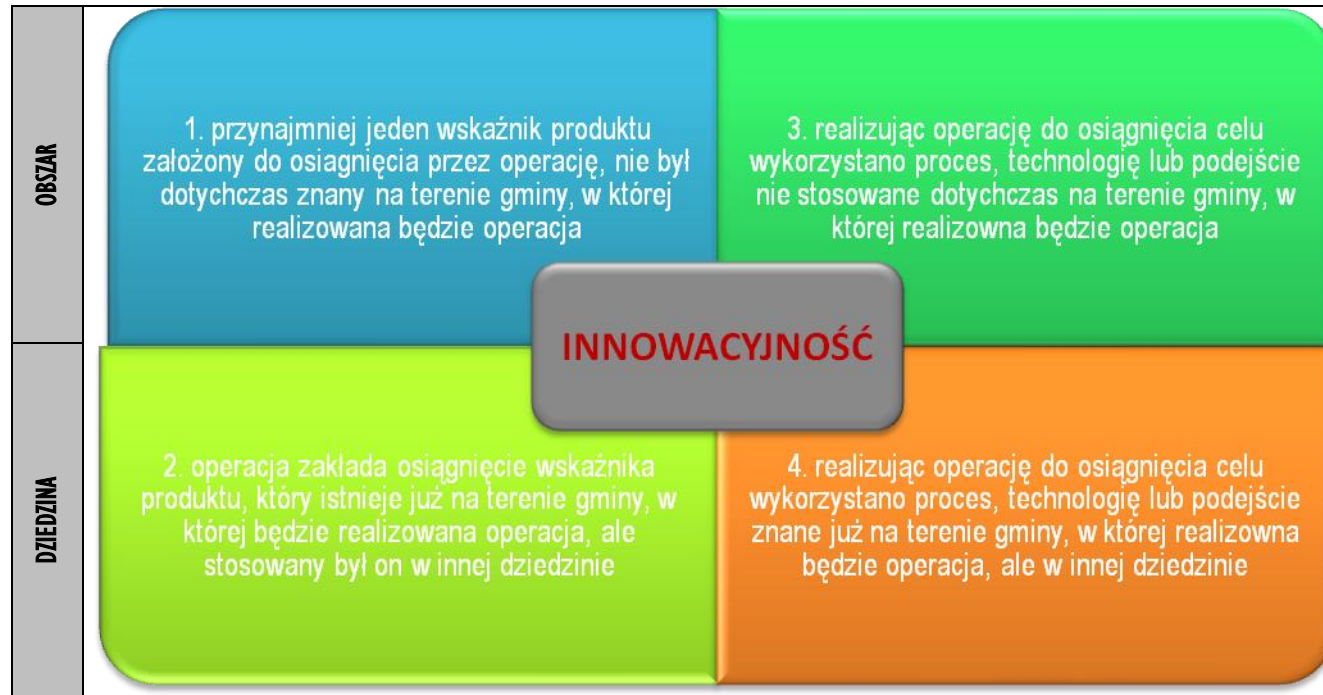 OBSZAR
1. przynajmniej jeden wskaźnik produktu
założony do osiagnięcia przez operację, nie był
dotychczas znany na terenie gminy, w której
realizowana będzie operacja
3. realizując operację do osiągnięcia celu
wykorzystano proces, technologię lub podejście
nie stosowane dotychczas na terenie gminy, w
której realizowna będzie operacja
INNOWACYJNOŚĆ
DZIEDZINA
2. operacja zakłada osiągnięcie wskaźnika
produktu, który istnieje już na terenie gminy, w
której będzie realizowana operacja, ale
stosowany był on w innej dziedzinie
4. realizując operację do osiągnięcia celu
wykorzystano proces, technologię lub podejście
znane już na terenie gminy, w której realizowna
będzie operacja, ale w innej dziedzinie